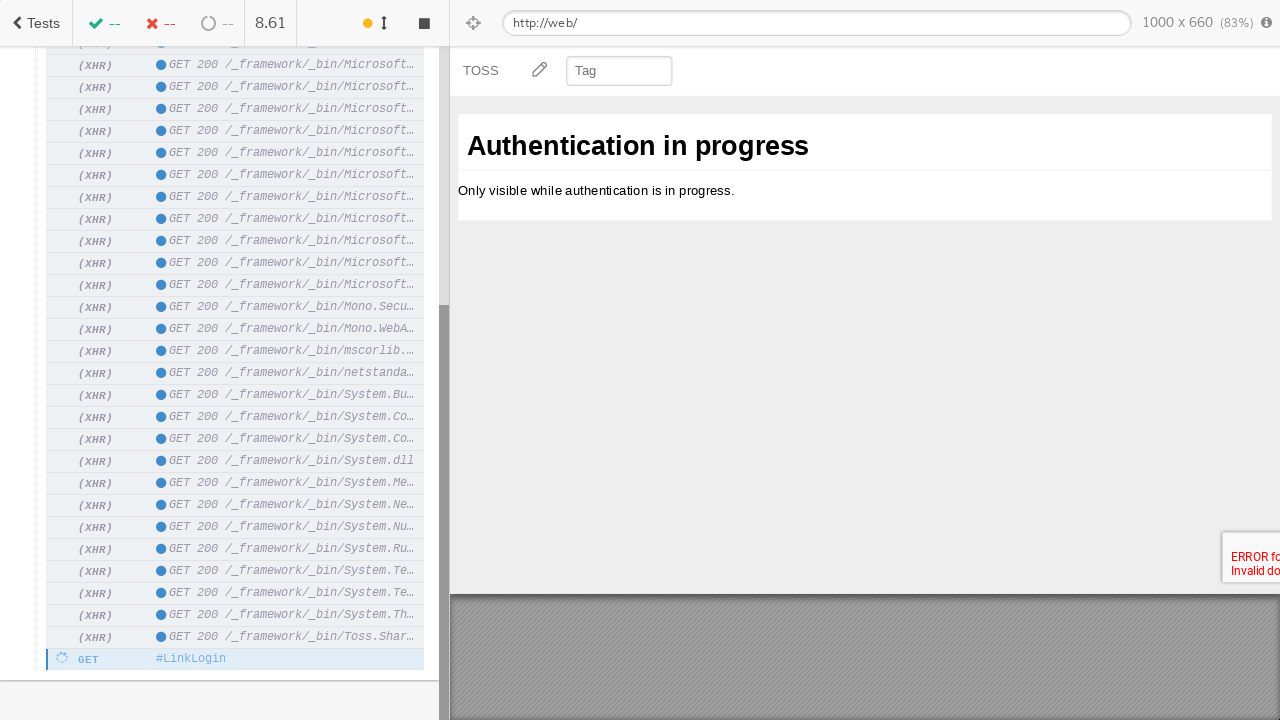 Tests -- -- -- 8.61
(XHR) GET 200 /_framework/_bin/Microsoft…
(XHR) GET 200 /_framework/_bin/Microsoft…
(XHR) GET 200 /_framework/_bin/Microsoft…
(XHR) GET 200 /_framework/_bin/Microsoft…
(XHR) GET 200 /_framework/_bin/Microsoft…
(XHR) GET 200 /_framework/_bin/Microsoft…
(XHR) GET 200 /_framework/_bin/Microsoft…
(XHR) GET 200 /_framework/_bin/Microsoft…
(XHR) GET 200 /_framework/_bin/Microsoft…
(XHR) GET 200 /_framework/_bin/Microsoft…
(XHR) GET 200 /_framework/_bin/Microsoft…
(XHR) GET 200 /_framework/_bin/Mono.Secu…
(XHR) GET 200 /_framework/_bin/Mono.WebA…
(XHR) GET 200 /_framework/_bin/mscorlib.…
(XHR) GET 200 /_framework/_bin/netstanda…
(XHR) GET 200 /_framework/_bin/System.Bu…
(XHR) GET 200 /_framework/_bin/System.Co…
(XHR) GET 200 /_framework/_bin/System.Co…
(XHR) GET 200 /_framework/_bin/System.dll
(XHR) GET 200 /_framework/_bin/System.Me…
(XHR) GET 200 /_framework/_bin/System.Ne…
(XHR) GET 200 /_framework/_bin/System.Nu…
(XHR) GET 200 /_framework/_bin/System.Ru…
(XHR) GET 200 /_framework/_bin/System.Te…
(XHR) GET 200 /_framework/_bin/System.Te…
(XHR) GET 200 /_framework/_bin/System.Th…
(XHR) GET 200 /_framework/_bin/Toss.Shar…
GET #LinkLogin
http://web/ 1000 x 660 (83%)
TOSS Tag
Authentication in progress
Only visible while authentication is in progress.
ERROR fo
Invalid do